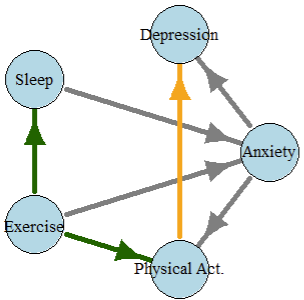 Depression
Sleep
Anxiety
Exercise
Physical Act.